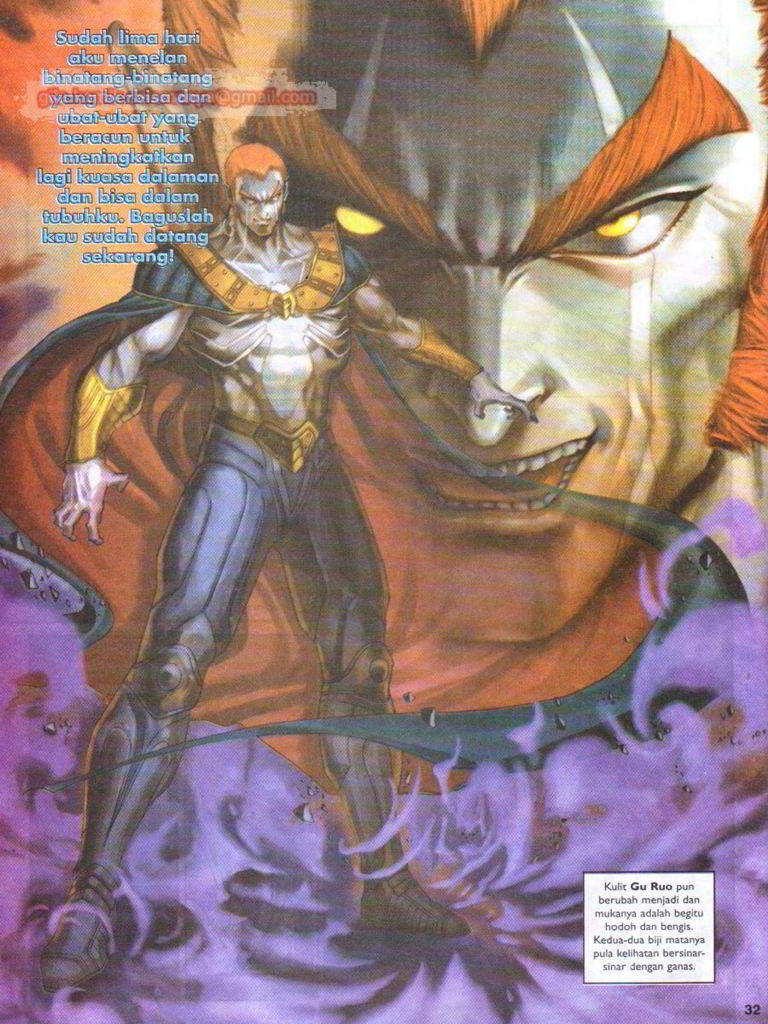 Sudah lima hari
aku menelan
binatang-binatang
yang berbisa dan
ubat-ubat yang
beracun untuk
meningkatkan
lagi kuasa dalaman
dan bisa dalam
tubuhku. Baguslah
kau sudah datang
sekarang!
@gmail.com
Kulit Gu Ruo pun
berubah menjadi dan
mukanya adalah begitu
hodoh dan bengis.
Kedua-dua biji matanya
pula kelihatan bersinar-
sinar dengan ganas.
32